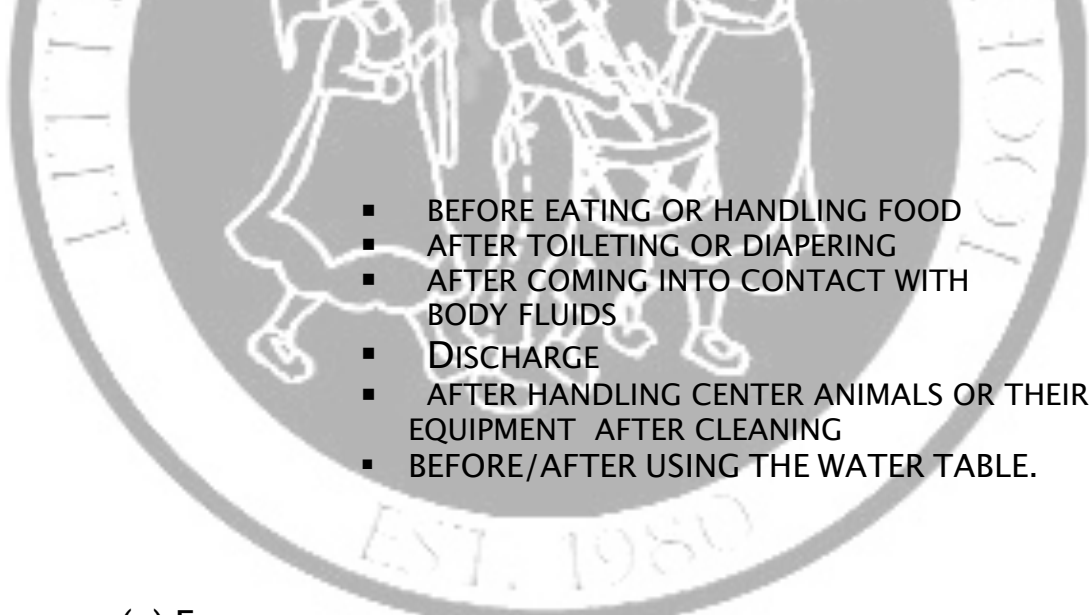 ▪ BEFORE EATING OR HANDLING FOOD
▪ AFTER TOILETING OR DIAPERING
▪ AFTER COMING INTO CONTACT WITH
BODY FLUIDS
▪ DISCHARGE
▪ AFTER HANDLING CENTER ANIMALS OR THEIR
EQUIPMENT AFTER CLEANING
▪ BEFORE/AFTER USING THE WATER TABLE.
EST. 1980